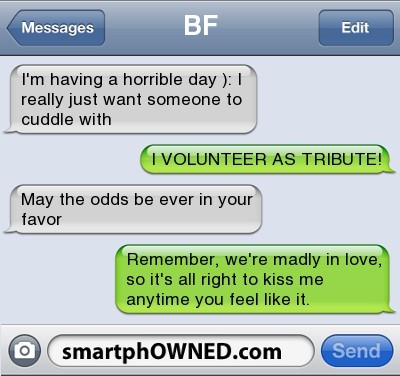 Messages
BF
Edit
I'm having a horrible day ): I
really just want someone to
cuddle with
I VOLUNTEER AS TRIBUTE!
May the odds be ever in your
favor
Remember, we're madly in love,
so it's all right to kiss me
anytime you feel like it.
smartphOWNED.com
Send